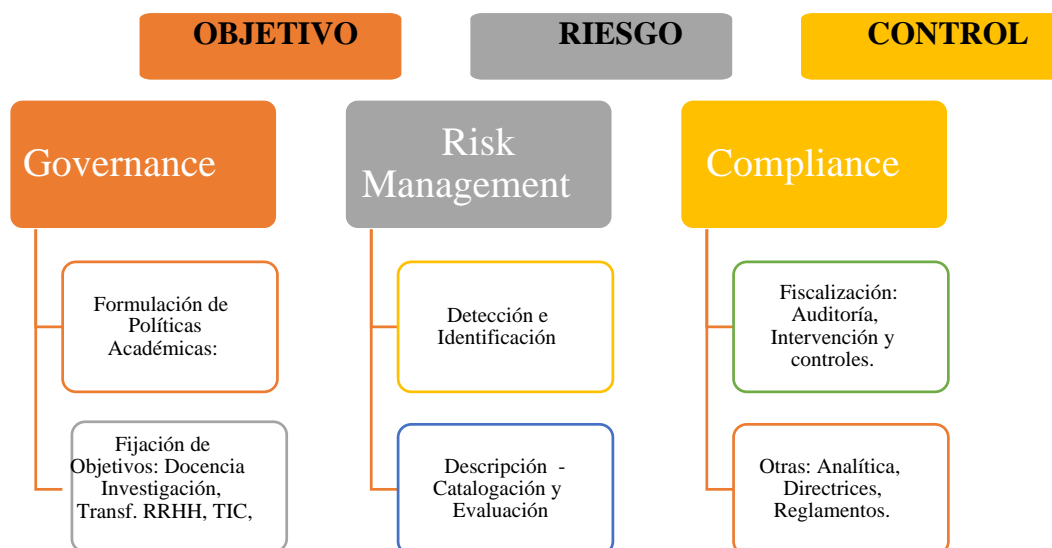 OBJETIVO
RIESGO
CONTROL
Governance
Risk
Management
Compliance
Formulación de
Políticas
Académicas:
Detección e
Identificación
Fiscalización:
Auditoría,
Intervención y
controles.
Fijación de
Objetivos: Docencia
Investigación,
Transf. RRHH, TIC,
Descripción -
Catalogación y
Evaluación
Otras: Analítica,
Directrices,
Reglamentos.